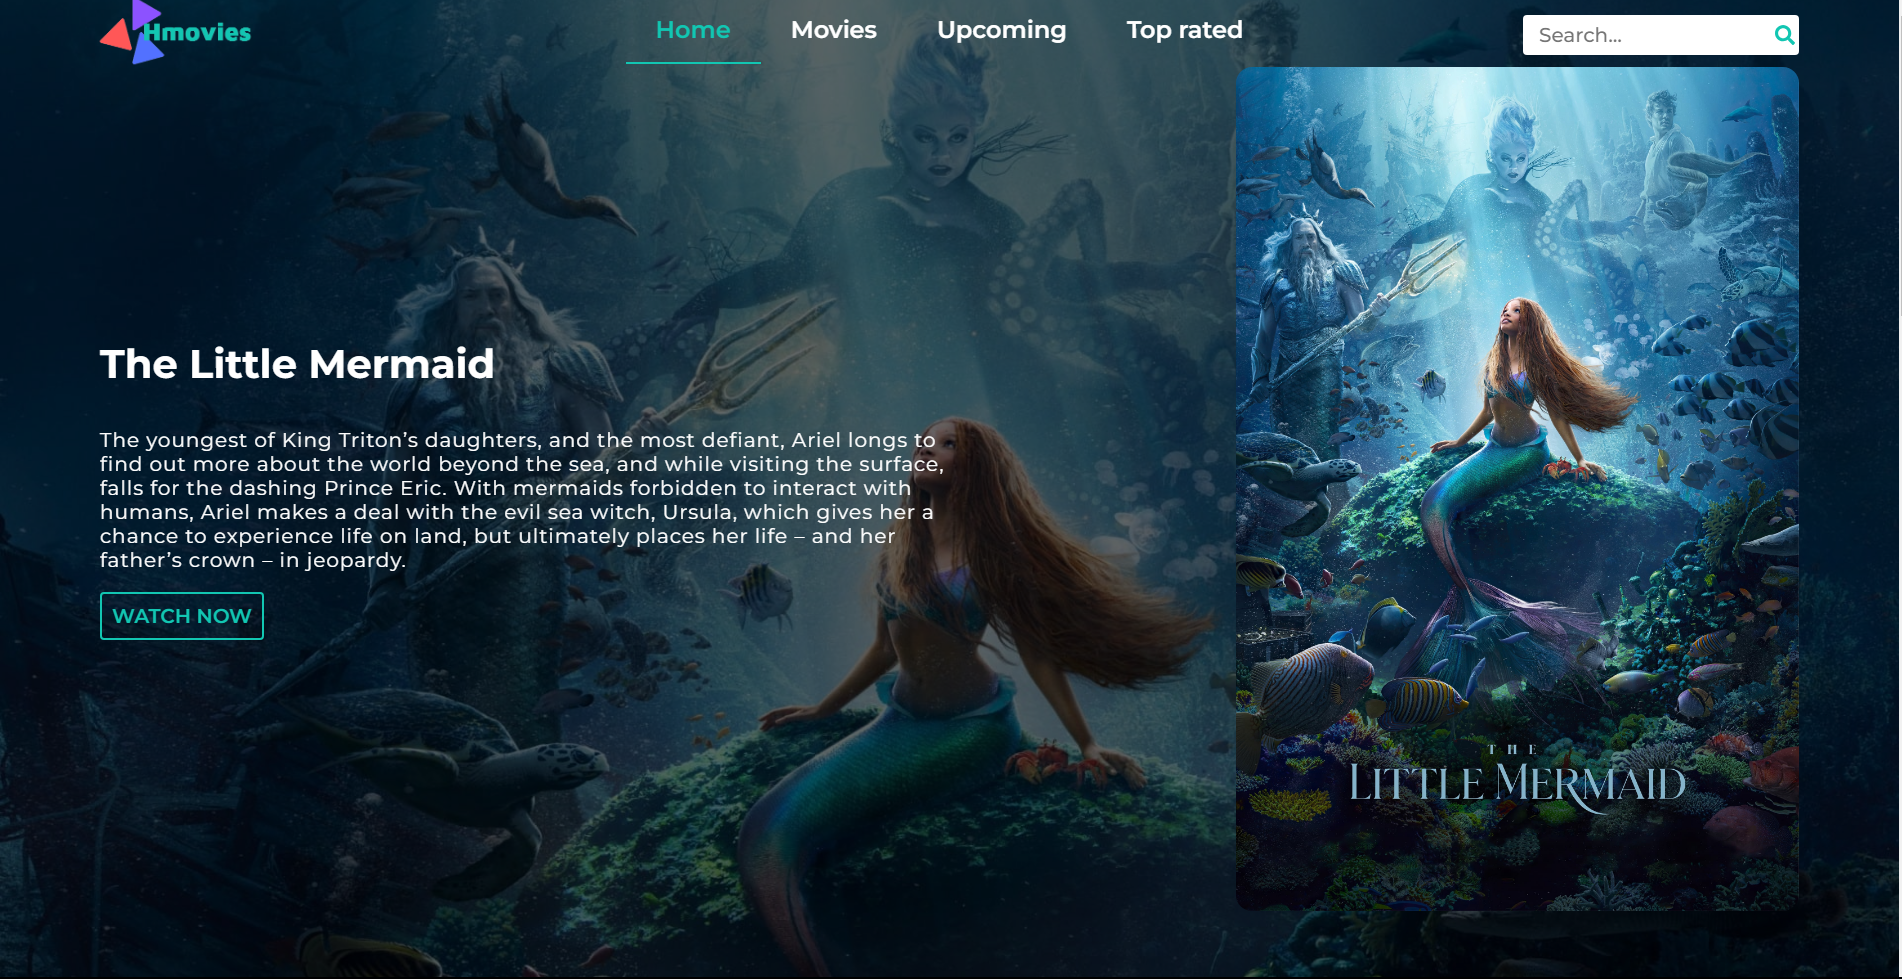 Hmovies
Home
Movies
Upcoming
Top rated
Search...
The Little Mermaid
The youngest of King Triton’s daughters, and the most defiant, Ariel longs to
find out more about the world beyond the sea, and while visiting the surface,
falls for the dashing Prince Eric. With mermaids forbidden to interact with
humans, Ariel makes a deal with the evil sea witch, Ursula, which gives her a
chance to experience life on land, but ultimately places her life – and her
father’s crown – in jeopardy.
WATCH NOW
THE
LITTLE MERMAID